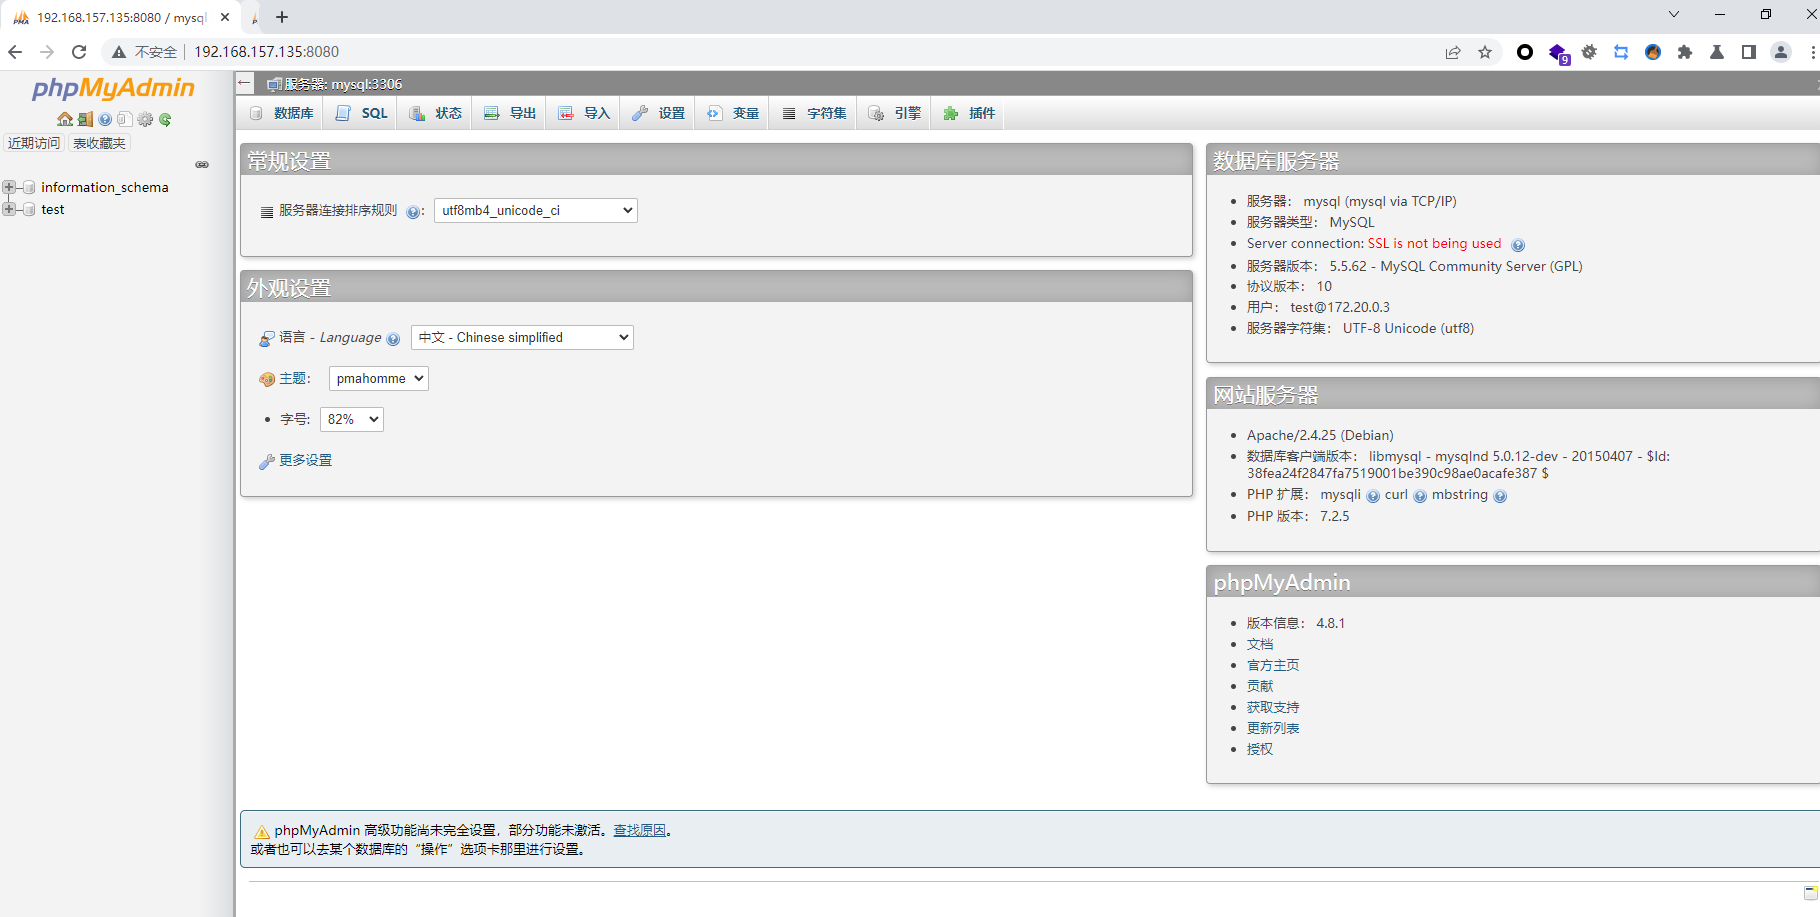 192.168.157.135:8080 / mysql
不安全 | 192.168.157.135:8080
9
phpMyAdmin
近期访问 表收藏夹
information_schema
test
服务器: mysql:3306
数据库 SQL 状态 导出 导入 设置 变量 字符集 引擎 插件
常规设置
服务器连接排序规则 : utf8mb4_unicode_ci
外观设置
语言 - Language 中文 - Chinese simplified
主题: pmahomme
字号: 82%
更多设置
数据库服务器
服务器: mysql (mysql via TCP/IP)
服务器类型: MySQL
Server connection: SSL is not being used
服务器版本: 5.5.62 - MySQL Community Server (GPL)
协议版本: 10
用户: test@172.20.0.3
服务器字符集: UTF-8 Unicode (utf8)
网站服务器
Apache/2.4.25 (Debian)
数据库客户端版本: libmysql - mysqlnd 5.0.12-dev - 20150407 - $Id:
38fea24f2847fa7519001be390c98ae0acafe387 $
PHP 扩展: mysqli curl mbstring
PHP 版本: 7.2.5
phpMyAdmin
版本信息: 4.8.1
文档
官方主页
贡献
获取支持
更新列表
授权
phpMyAdmin 高级功能尚未完全设置，部分功能未激活。查找原因。
或者也可以去某个数据库的“操作”选项卡那里进行设置。